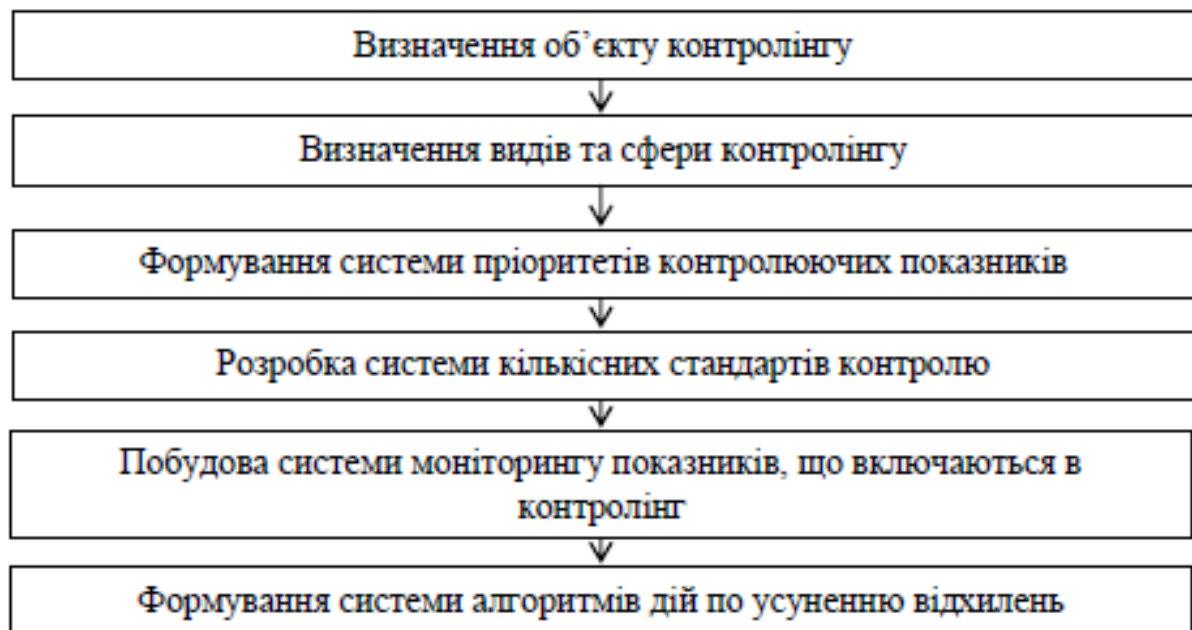 Визначення об’єкту контролінгу
Визначення видів та сфери контролінгу
Формування системи пріоритетів контролюючих показників
Розробка системи кількісних стандартів контролю
Побудова системи моніторингу показників, що включаються в
контролінг
Формування системи алгоритмів дій по усуненню відхилень